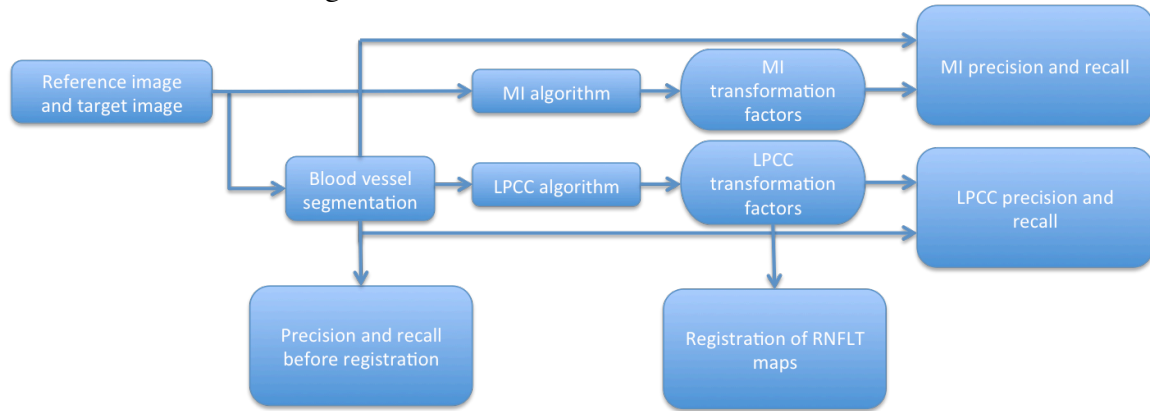 Reference image
and target image
MI algorithm
MI
transformation
factors
MI precision and recall
Blood vessel
segmentation
LPCC algorithm
LPCC
transformation
factors
LPCC precision and
recall
Precision and recall
before registration
Registration of RNFLT
maps